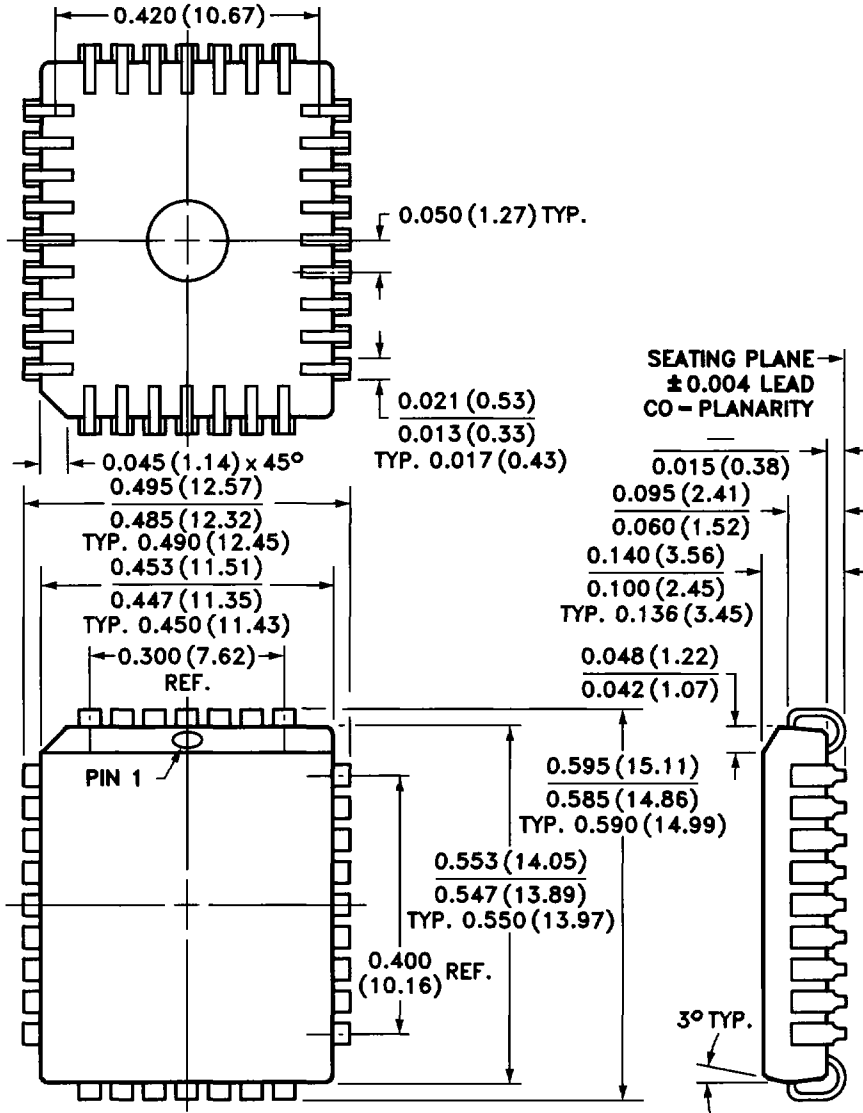 0.420 (10.67)
0.050 (1.27) TYP.
0.021 (0.53)
0.013 (0.33)
TYP. 0.017 (0.43)
0.045 (1.14) x 45°
0.495 (12.57)
0.485 (12.32)
TYP. 0.490 (12.45)
0.453 (11.51)
0.447 (11.35)
TYP. 0.450 (11.43)
0.300 (7.62)
REF.
SEATING PLANE
±0.004 LEAD
CO-PLANARITY
0.015 (0.38)
0.095 (2.41)
0.060 (1.52)
0.140 (3.56)
0.100 (2.45)
TYP. 0.136 (3.45)
0.048 (1.22)
0.042 (1.07)
PIN 1
0.595 (15.11)
0.585 (14.86)
TYP. 0.590 (14.99)
0.553 (14.05)
0.547 (13.89)
TYP. 0.550 (13.97)
0.400
(10.16) REF.
3° TYP.